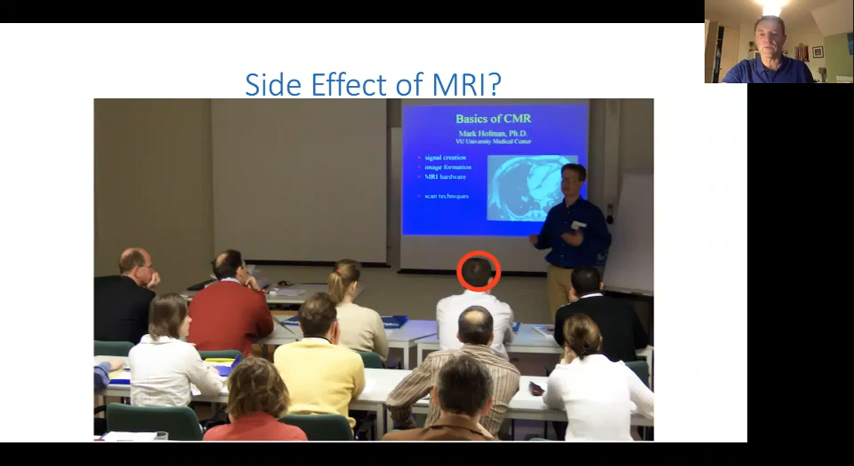 Side Effect of MRI?
Basics of CMR
Mark Hofman, Ph.D.
VU University Medical Center
signal creation
image formation
MRI hardware
scan techniques